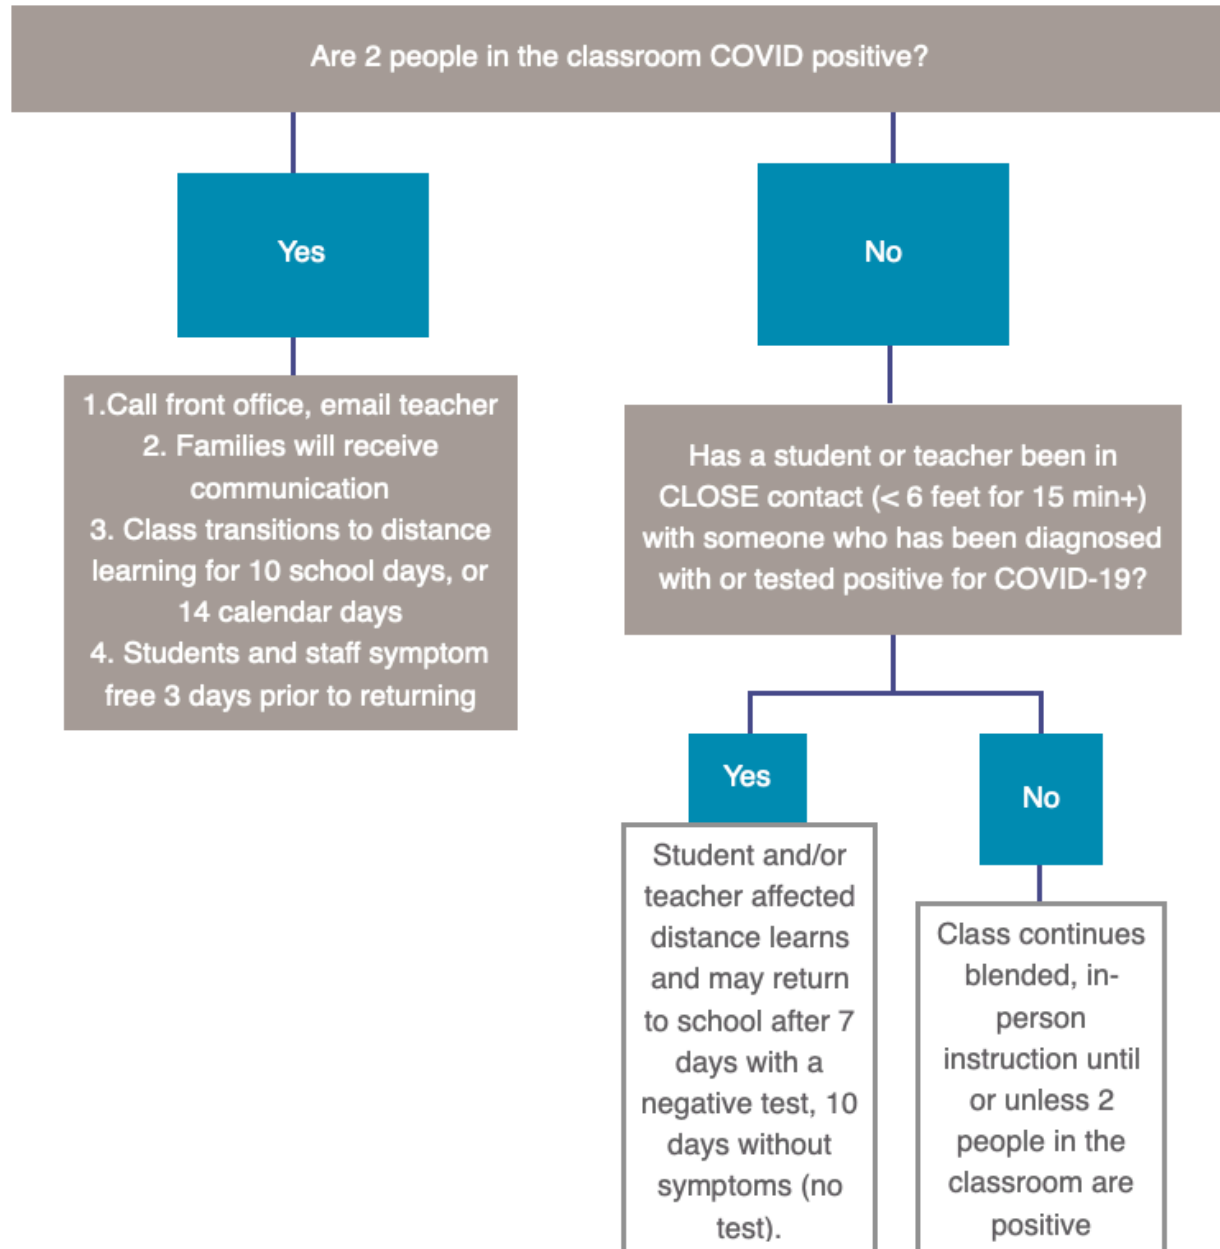 Are 2 people in the classroom COVID positive?
Yes
No
1.Call front office, email teacher
2. Families will receive
communication
3. Class transitions to distance
learning for 10 school days, or
14 calendar days
4. Students and staff symptom
free 3 days prior to returning
Has a student or teacher been in
CLOSE contact (< 6 feet for 15 min+)
with someone who has been diagnosed
with or tested positive for COVID-19?
Yes
No
Student and/or
teacher affected
distance learns
and may return
to school after 7
days with a
negative test, 10
days without
symptoms (no
test).
Class continues
blended, in-
person
instruction until
or unless 2
people in the
classroom are
positive